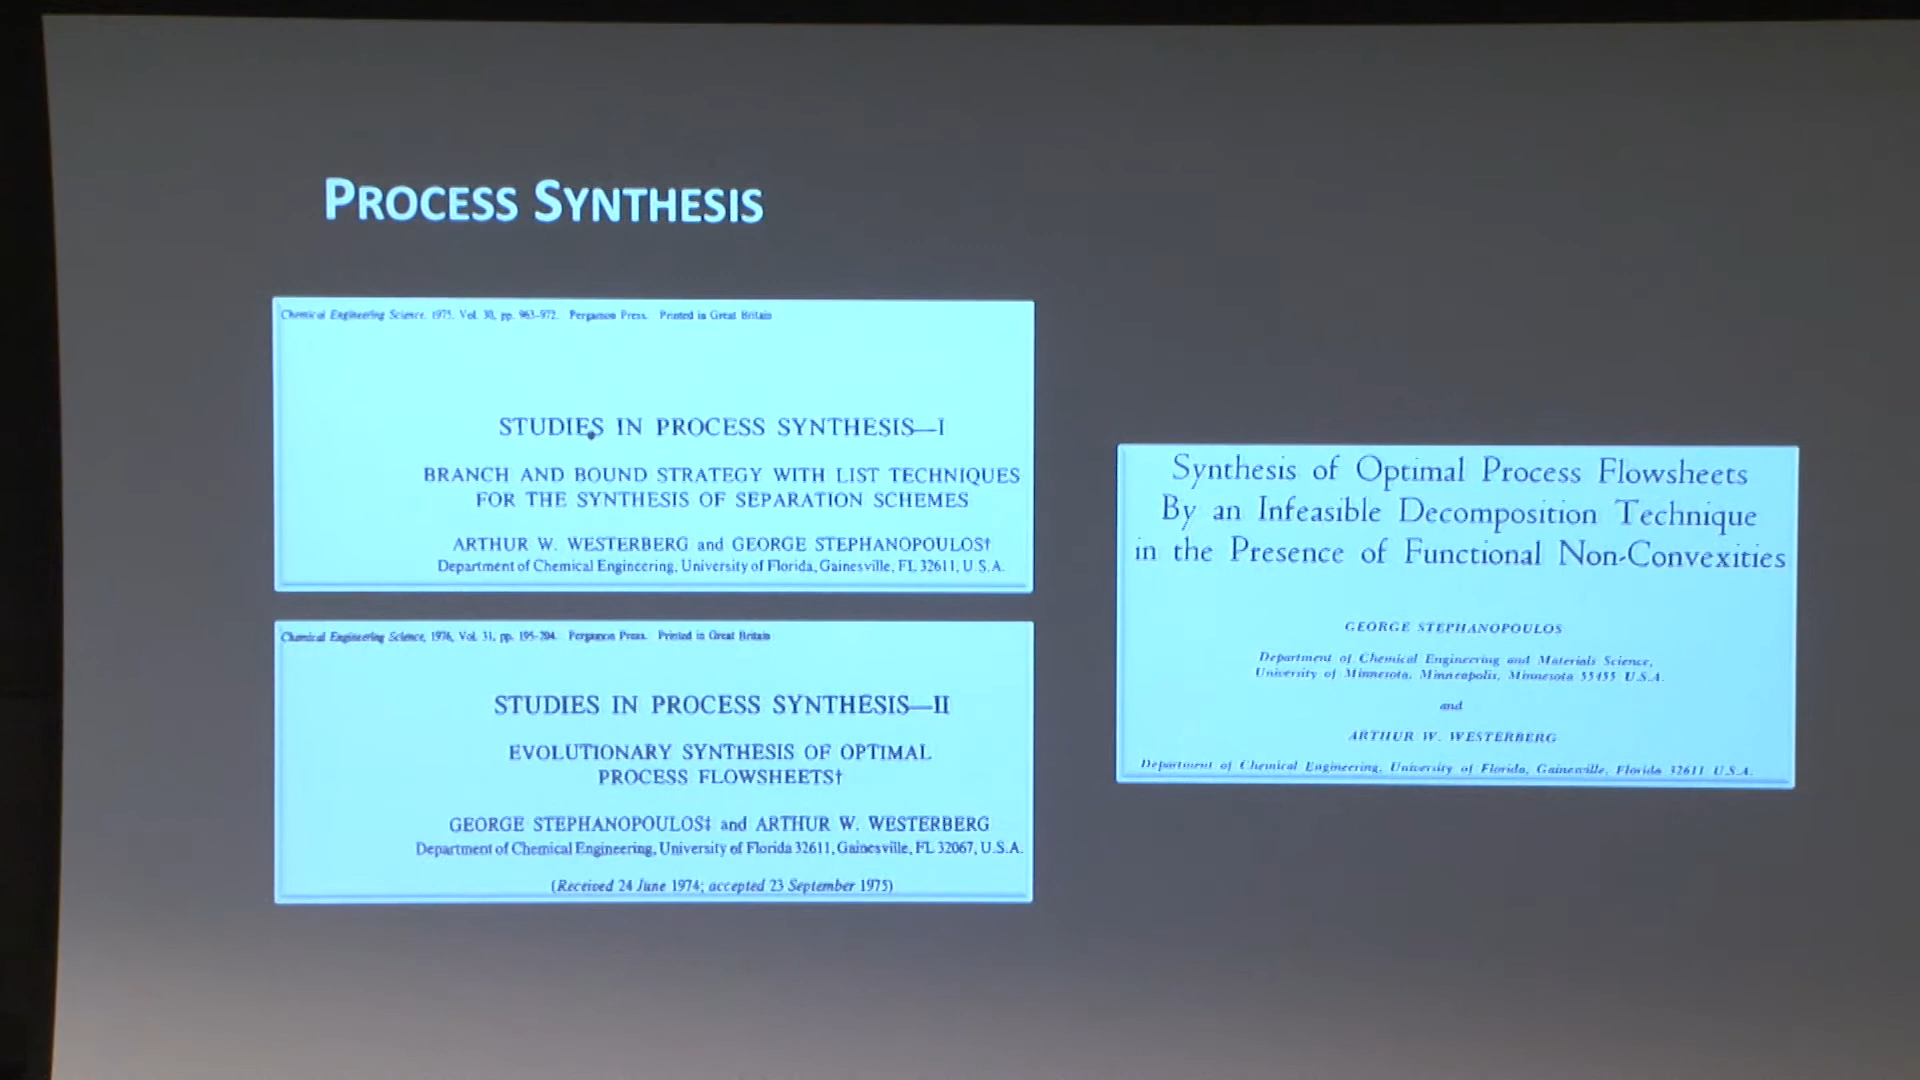 PROCESS SYNTHESIS
Chemical Engineering Science, 1975, Vol. 30, pp. 963–972. Pergamon Press. Printed in Great Britain
STUDIES IN PROCESS SYNTHESIS—I
BRANCH AND BOUND STRATEGY WITH LIST TECHNIQUES
FOR THE SYNTHESIS OF SEPARATION SCHEMES
ARTHUR W. WESTERBERG and GEORGE STEPHANOPOULOS†
Department of Chemical Engineering, University of Florida, Gainesville, FL 32611, U.S.A.
Chemical Engineering Science, 1976, Vol. 31, pp. 195–204. Pergamon Press. Printed in Great Britain
STUDIES IN PROCESS SYNTHESIS—II
EVOLUTIONARY SYNTHESIS OF OPTIMAL
PROCESS FLOWSHEETS†
GEORGE STEPHANOPOULOS‡ and ARTHUR W. WESTERBERG
Department of Chemical Engineering, University of Florida 32611, Gainesville, FL 32067, U.S.A.
(Received 24 June 1974; accepted 23 September 1975)
Synthesis of Optimal Process Flowsheets
By an Infeasible Decomposition Technique
in the Presence of Functional Non-Convexities
GEORGE STEPHANOPOULOS
Department of Chemical Engineering and Materials Science,
University of Minnesota, Minneapolis, Minnesota 55455 U.S.A.
and
ARTHUR W. WESTERBERG
Department of Chemical Engineering, University of Florida, Gainesville, Florida 32611 U.S.A.